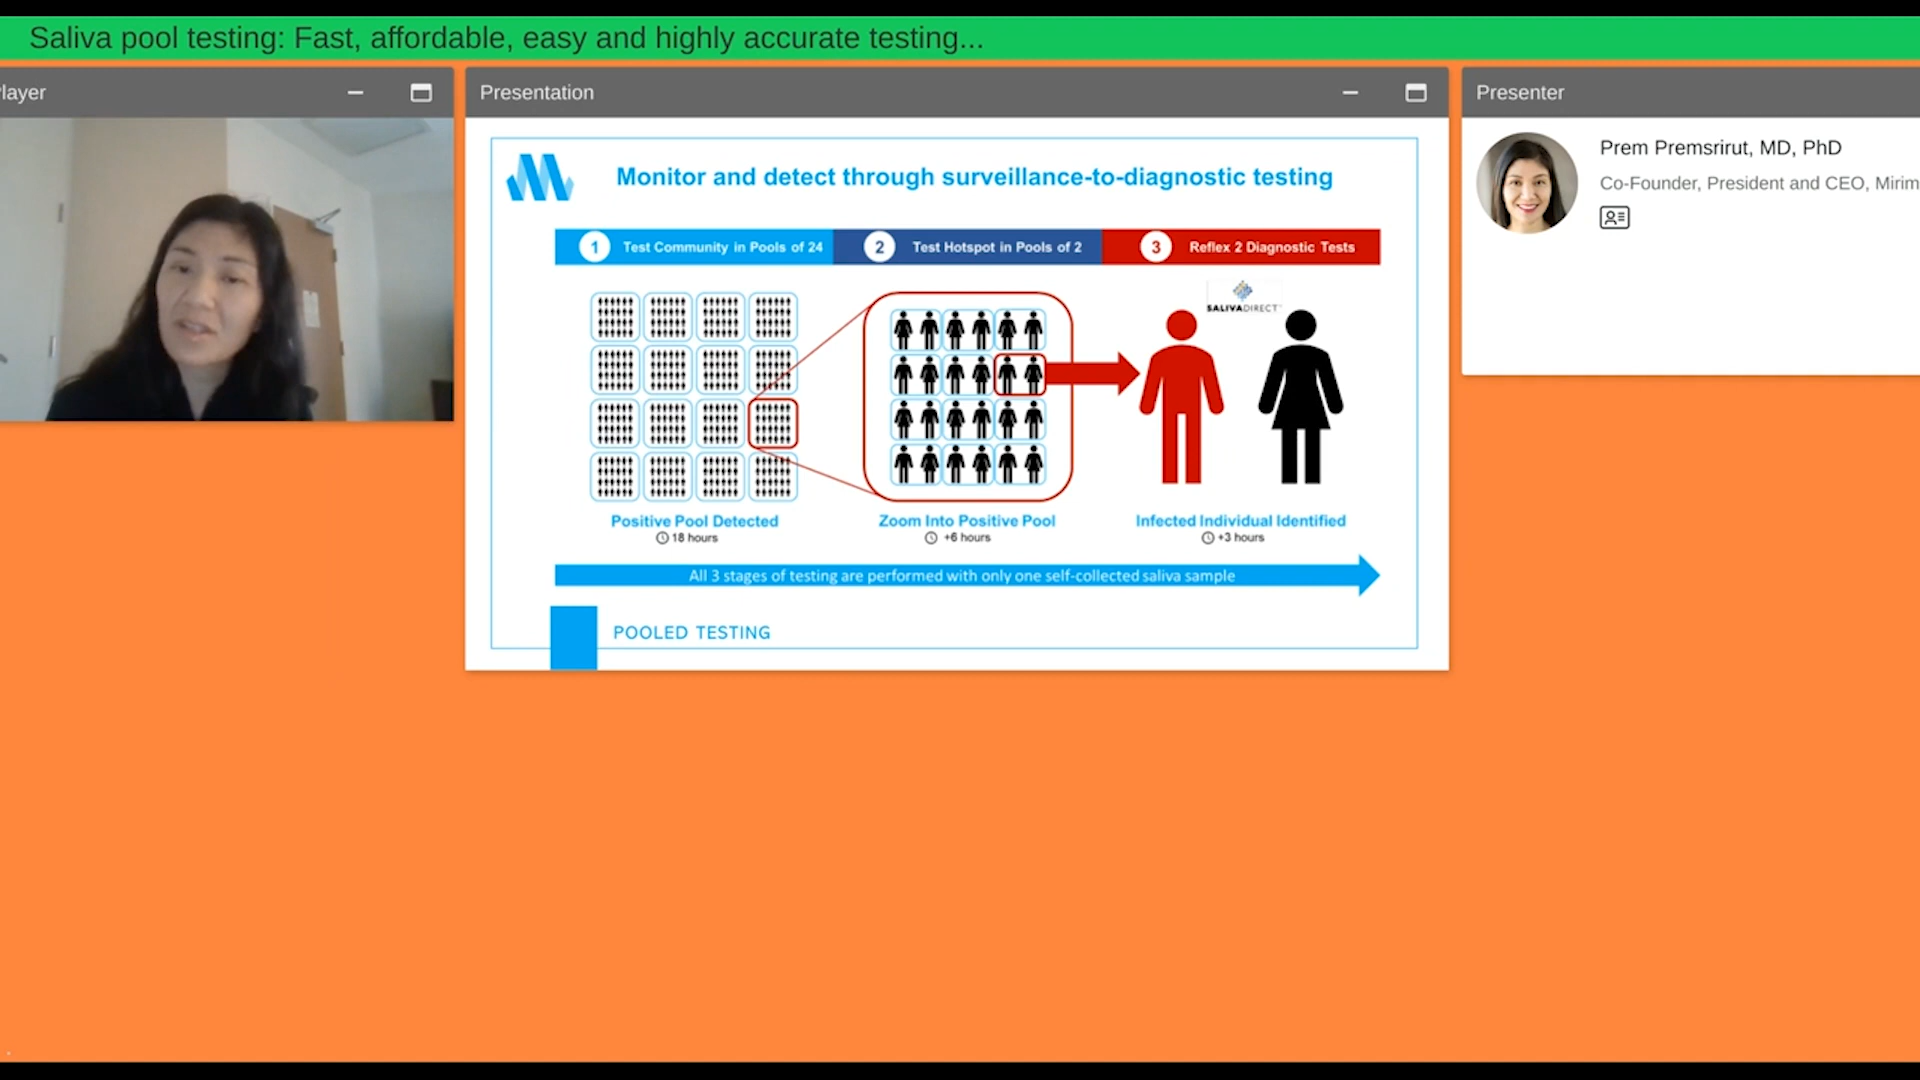 Saliva pool testing: Fast, affordable, easy and highly accurate testing...
layer
Presentation
Presenter
Prem Premsrirut, MD, PhD
Co-Founder, President and CEO, Mirim
Monitor and detect through surveillance-to-diagnostic testing
1 Test Community in Pools of 24
2 Test Hotspot in Pools of 2
3 Reflex 2 Diagnostic Tests
SALIVADIRECT
Positive Pool Detected
18 hours
Zoom Into Positive Pool
+6 hours
Infected Individual Identified
+3 hours
All 3 stages of testing are performed with only one self-collected saliva sample
POOLED TESTING